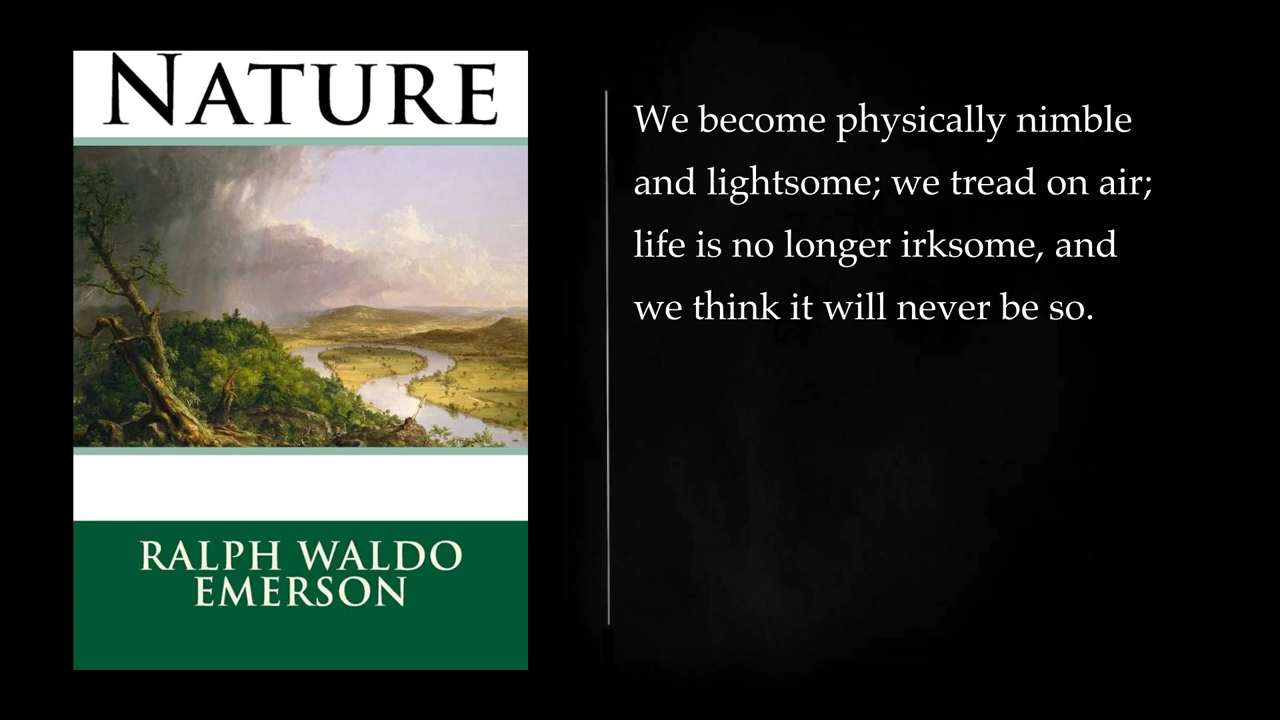 NATURE
RALPH WALDO
EMERSON
We become physically nimble
and lightsome; we tread on air;
life is no longer irksome, and
we think it will never be so.